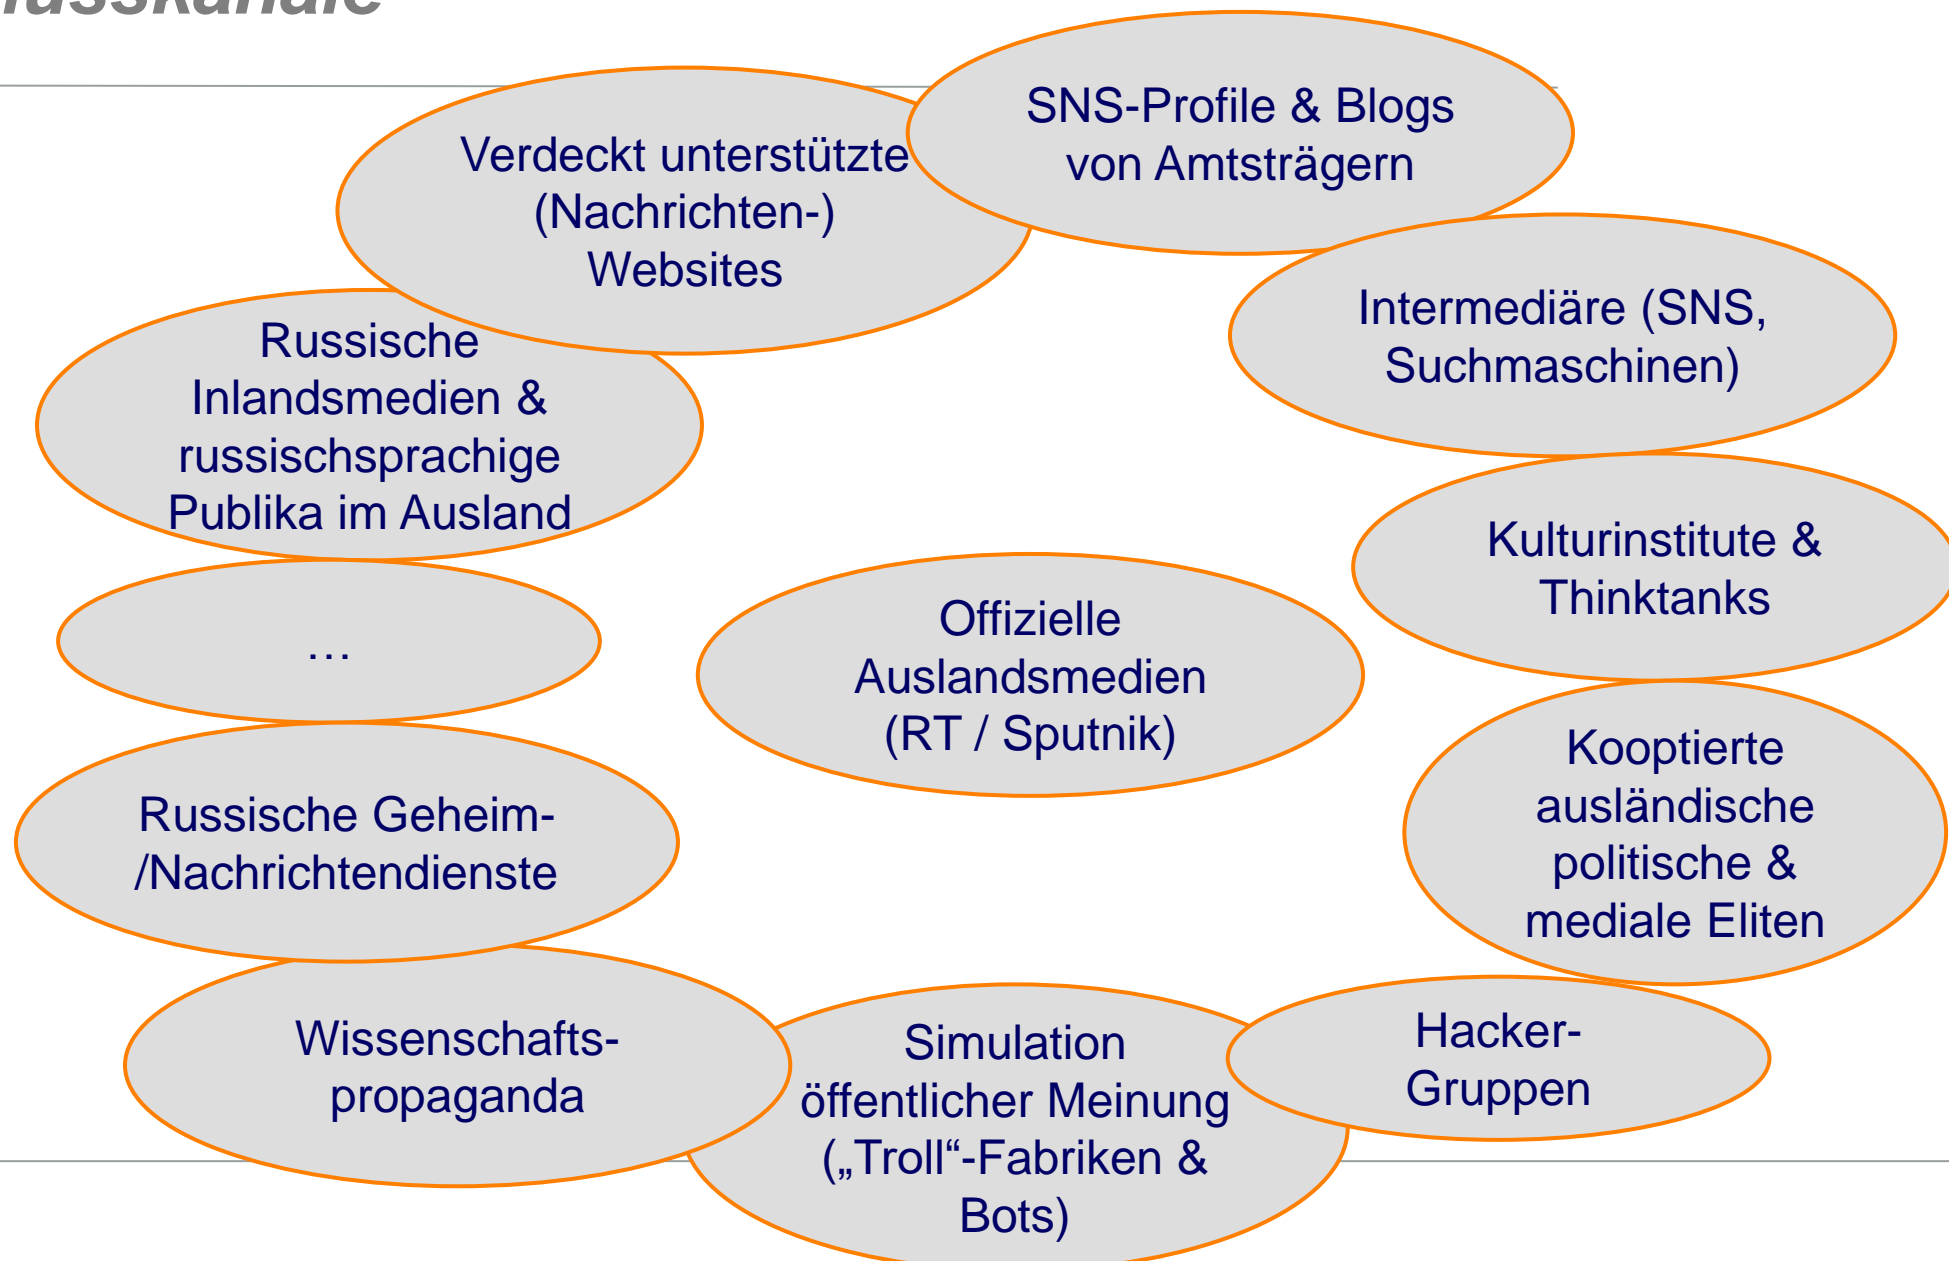 SNS-Profile & Blogs
von Amtsträgern
Verdeckt unterstützte
(Nachrichten-)
Websites
Intermediäre (SNS,
Suchmaschinen)
Russische
Inlandsmedien &
russischsprachige
Publika im Ausland
Kulturinstitute &
Thinktanks
…
Offizielle
Auslandsmedien
(RT / Sputnik)
Kooptierte
ausländische
politische &
mediale Eliten
Russische Geheim-
/Nachrichtendienste
Wissenschafts-
propaganda
Simulation
öffentlicher Meinung
(„Troll“-Fabriken &
Bots)
Hacker-
Gruppen